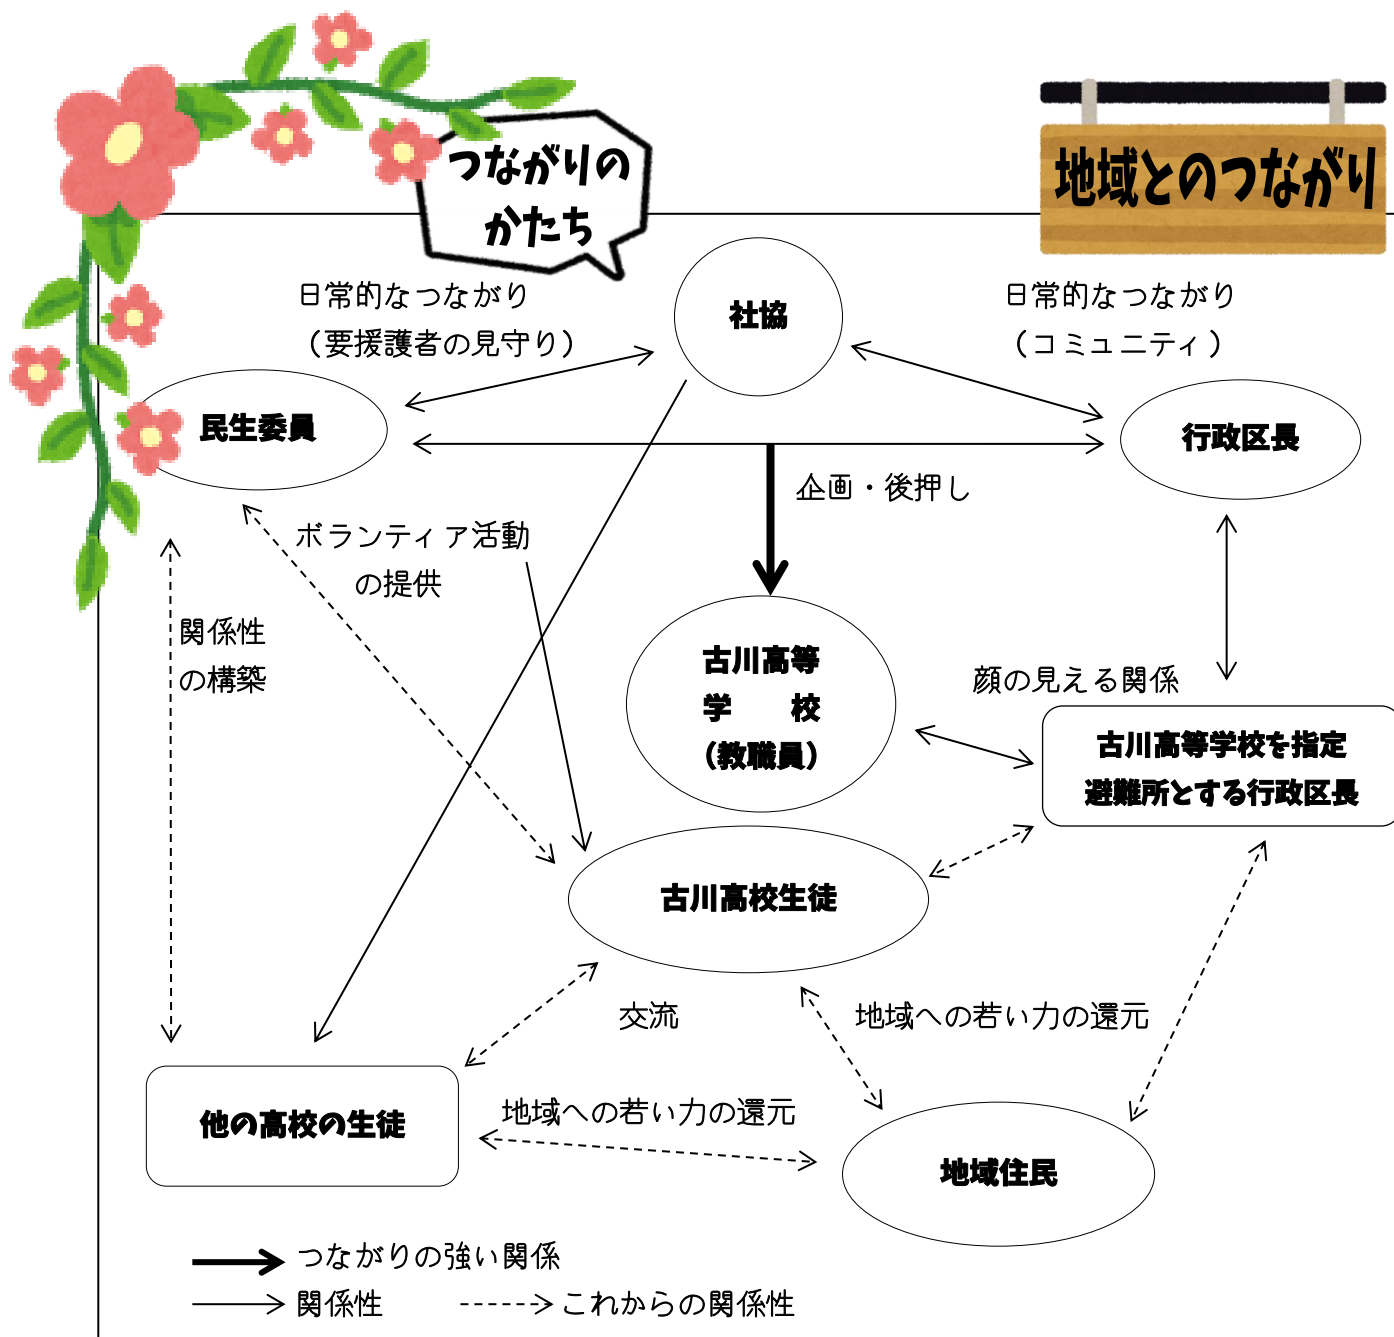 つながりの
かたち
地域とのつながり
日常的なつながり
（要援護者の見守り）
社協
日常的なつながり
（コミュニティ）
民生委員
行政区長
企画・後押し
ボランティア活動
の提供
関係性
の構築
古川高等
学　校
（教職員）
顔の見える関係
古川高等学校を指定
避難所とする行政区長
古川高校生徒
交流
地域への若い力の還元
他の高校の生徒
地域への若い力の還元
地域住民
つながりの強い関係
関係性
これからの関係性